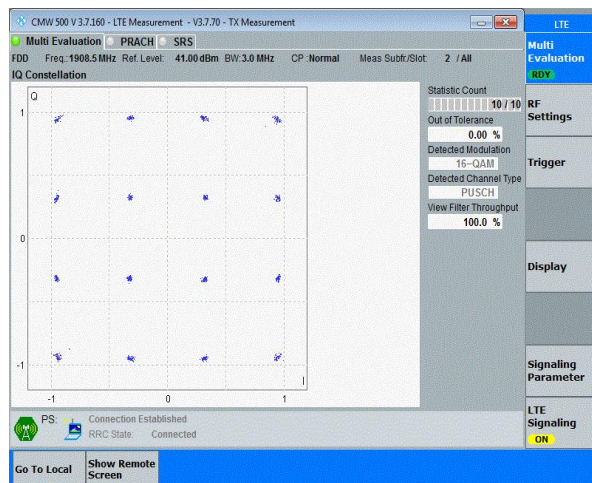 CMW 500 V 3.7.160 - LTE Measurement - V3.7.70 - TX Measurement
LTE
Multi Evaluation PRACH SRS
Multi
Evaluation
RDY
FDD Freq.:1908.5 MHz Ref. Level: 41.00 dBm BW:3.0 MHz CP :Normal Meas Subfr./Slot: 2 / All
IQ Constellation
Q
1
0
-1
-1 0 1
I
Statistic Count
10 / 10
Out of Tolerance
0.00 %
Detected Modulation
16-QAM
Detected Channel Type
PUSCH
View Filter Throughput
100.0 %
RF
Settings
Trigger
Display
Signaling
Parameter
LTE
Signaling
ON
PS: Connection Established
RRC State: Connected
Go To Local
Show Remote
Screen